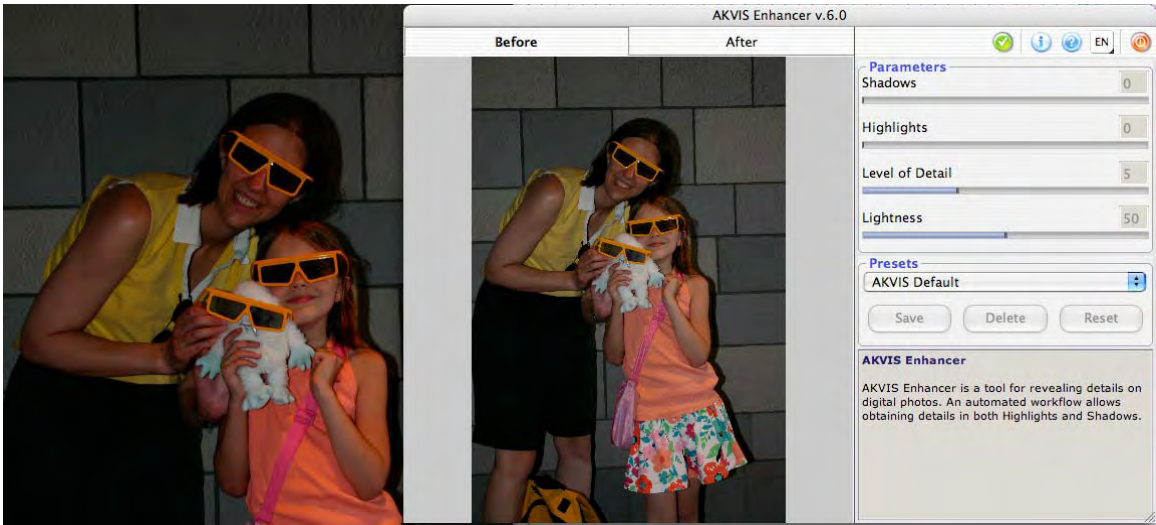 AKVIS Enhancer v.6.0
Before
After
EN
Parameters
Shadows
0
Highlights
0
Level of Detail
5
Lightness
50
Presets
AKVIS Default
Save
Delete
Reset
AKVIS Enhancer
AKVIS Enhancer is a tool for revealing details on
digital photos. An automated workflow allows
obtaining details in both Highlights and Shadows.